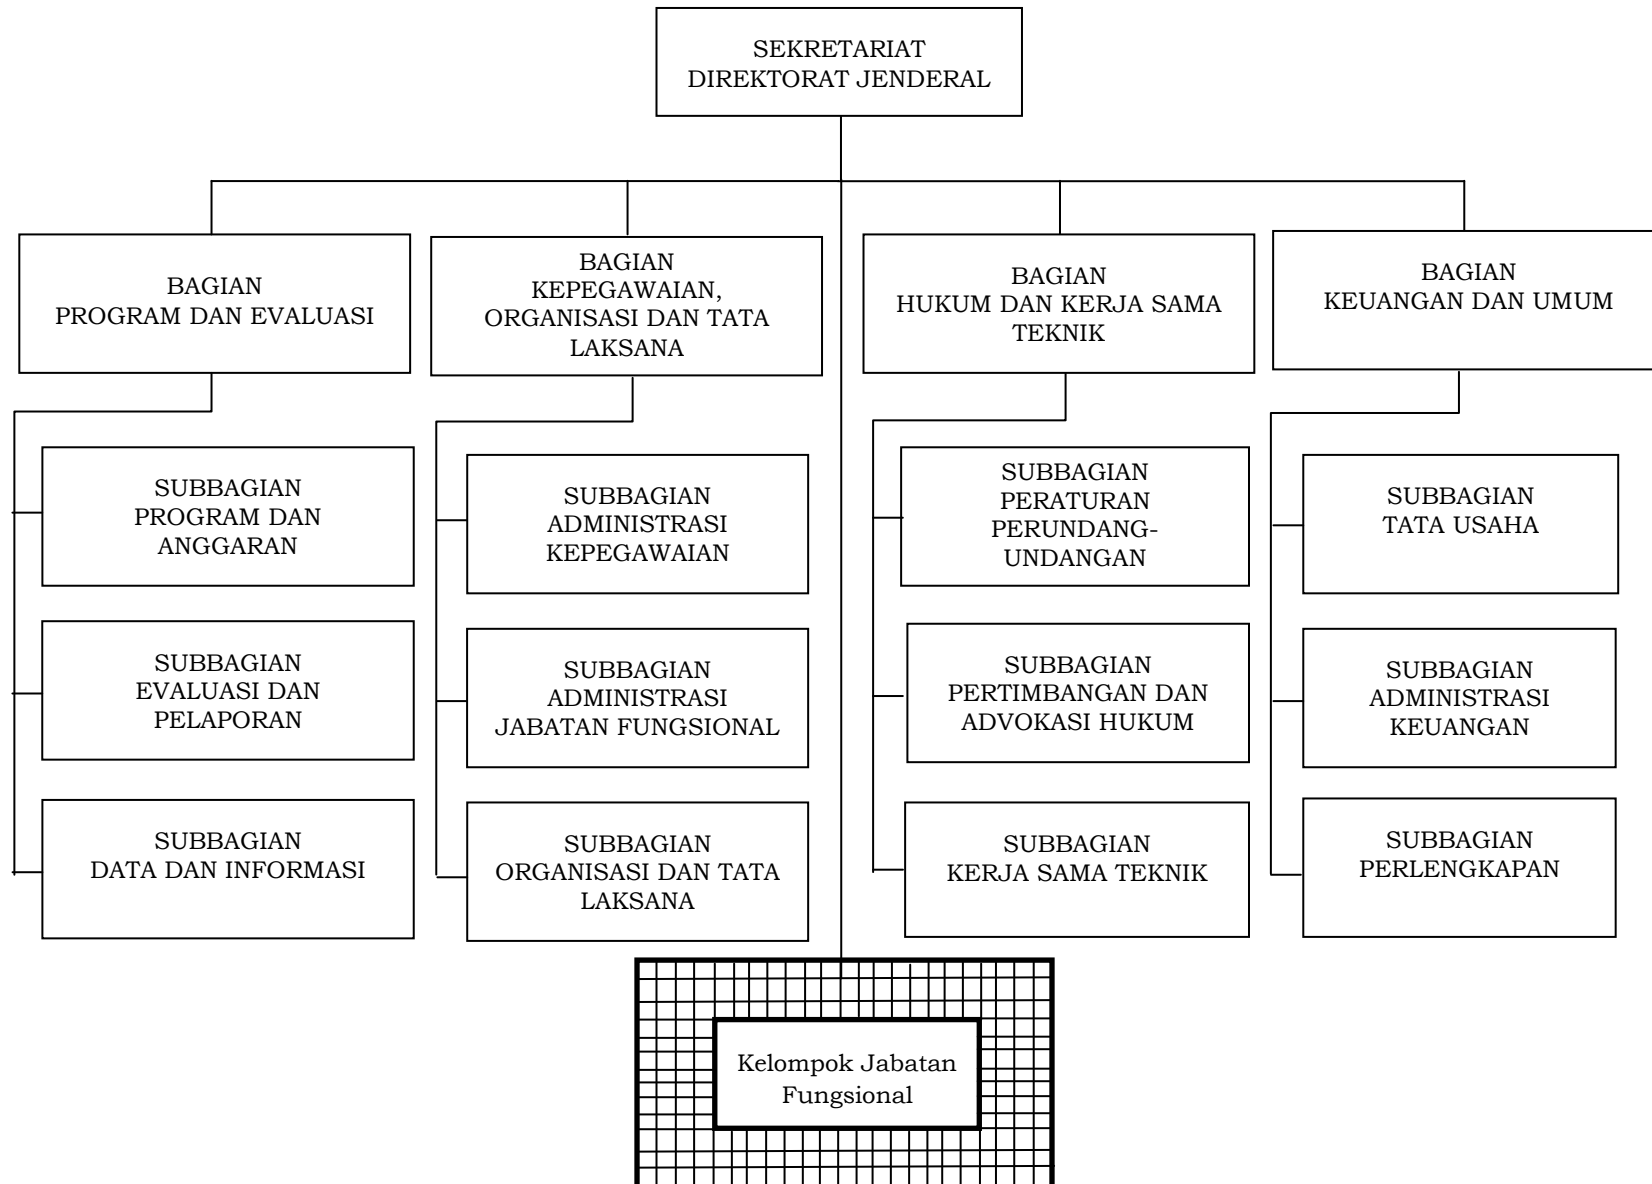 SEKRETARIAT
DIREKTORAT JENDERAL
BAGIAN
PROGRAM DAN EVALUASI
BAGIAN
KEPEGAWAIAN,
ORGANISASI DAN TATA
LAKSANA
BAGIAN
HUKUM DAN KERJA SAMA
TEKNIK
BAGIAN
KEUANGAN DAN UMUM
SUBBAGIAN
PROGRAM DAN
ANGGARAN
SUBBAGIAN
ADMINISTRASI
KEPEGAWAIAN
SUBBAGIAN
PERATURAN
PERUNDANG-
UNDANGAN
SUBBAGIAN
TATA USAHA
SUBBAGIAN
EVALUASI DAN
PELAPORAN
SUBBAGIAN
ADMINISTRASI
JABATAN FUNGSIONAL
SUBBAGIAN
PERTIMBANGAN DAN
ADVOKASI HUKUM
SUBBAGIAN
ADMINISTRASI
KEUANGAN
SUBBAGIAN
DATA DAN INFORMASI
SUBBAGIAN
ORGANISASI DAN TATA
LAKSANA
SUBBAGIAN
KERJA SAMA TEKNIK
SUBBAGIAN
PERLENGKAPAN
Kelompok Jabatan
Fungsional